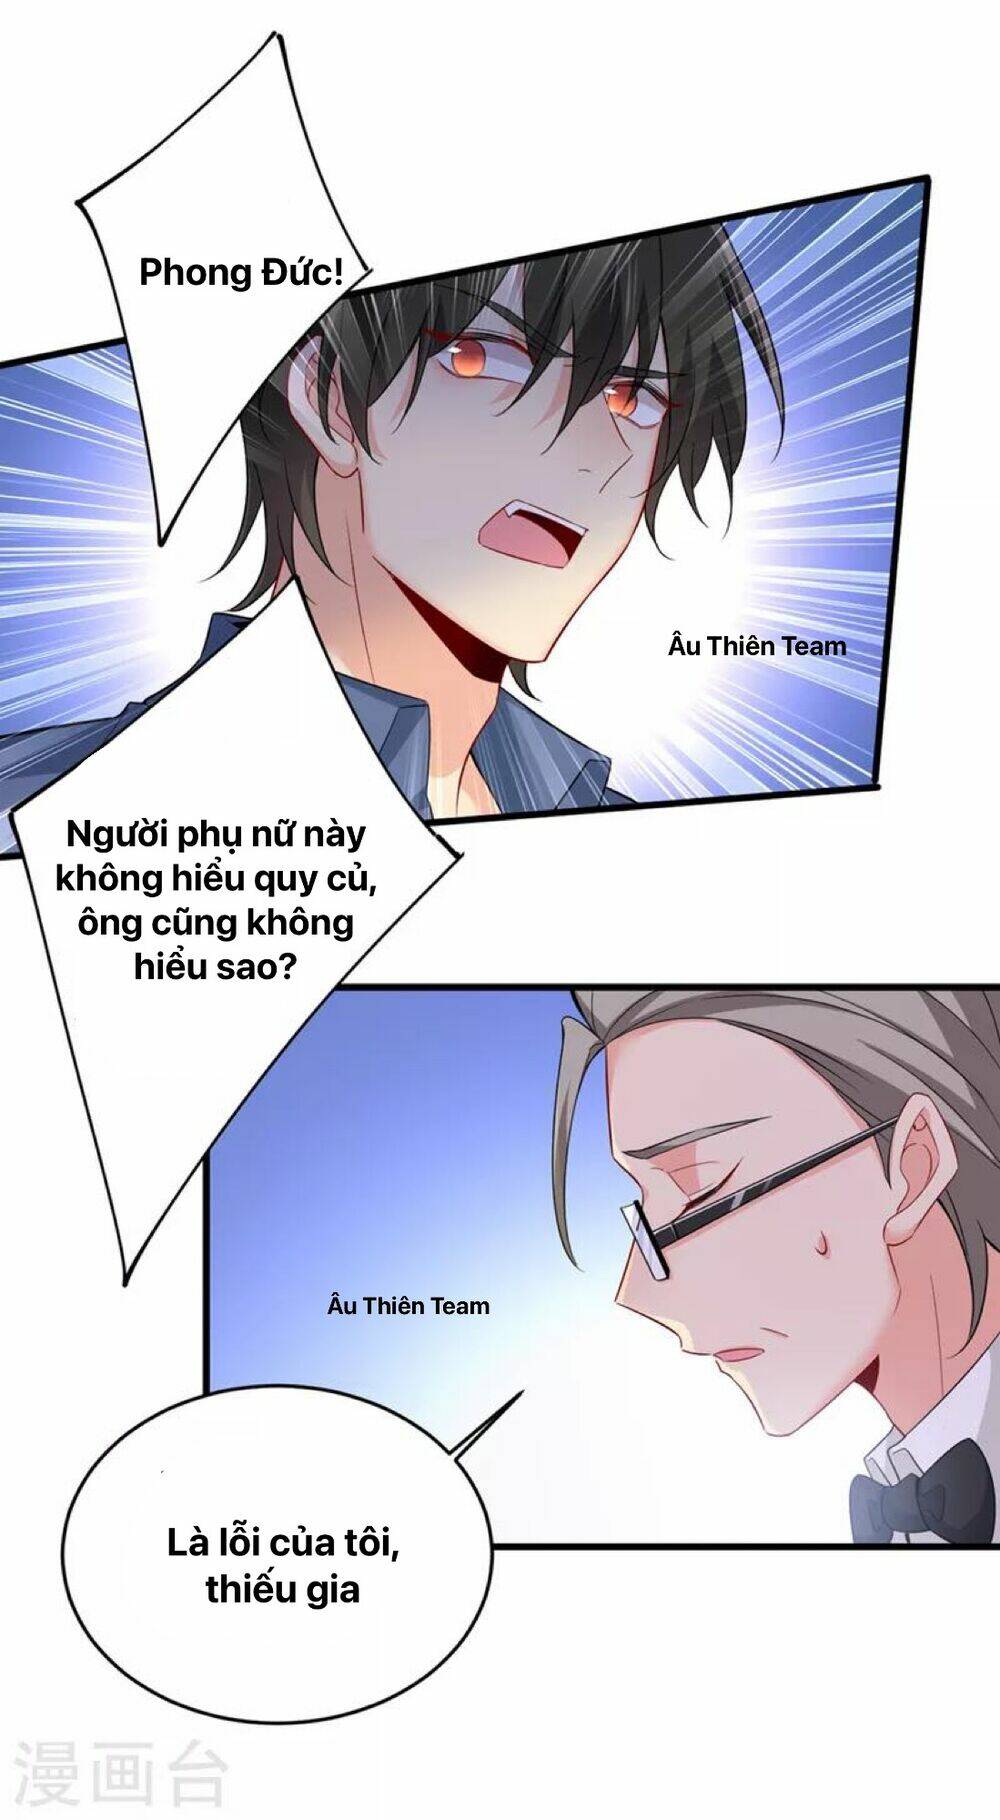 Phong Đức!
Âu Thiên Team
Người phụ nữ này
không hiểu quy củ,
ông cũng không
hiểu sao?
Âu Thiên Team
Là lỗi của tôi,
thiếu gia
漫画台